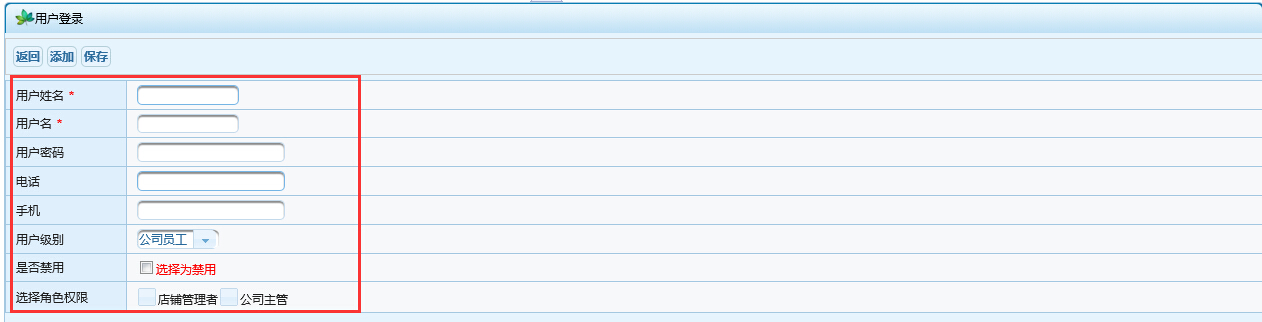 用户登录
返回 添加 保存
用户姓名 *
用户名 *
用户密码
电话
手机
用户级别 公司员工
是否禁用 选择为禁用
选择角色权限 店铺管理者 公司主管